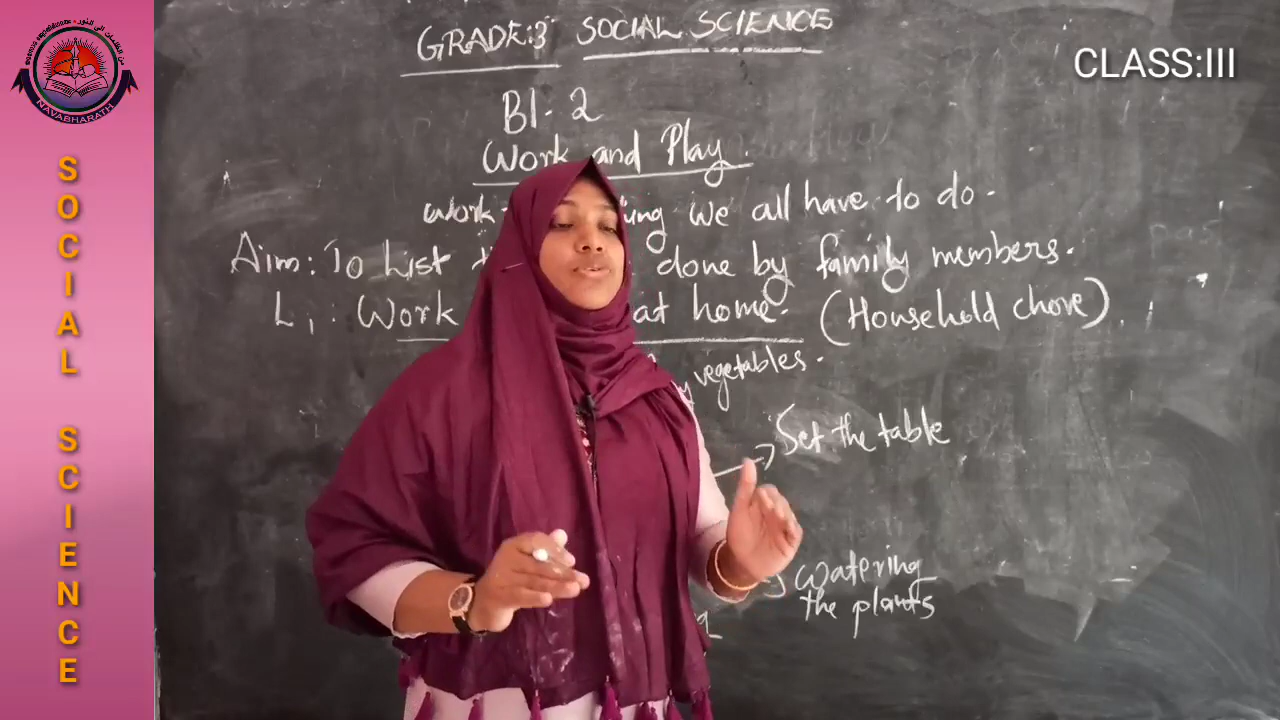 GRADE:3 SOCIAL SCIENCE
CLASS:III
Bl. 2
Work and Play.
work - we all have to do.
Aim: To List done by family members.
L1: Work at home. (Household chore).
vegetables.
Set the table
Watering
the plants
NAVABHARATH
SOCIAL SCIENCE